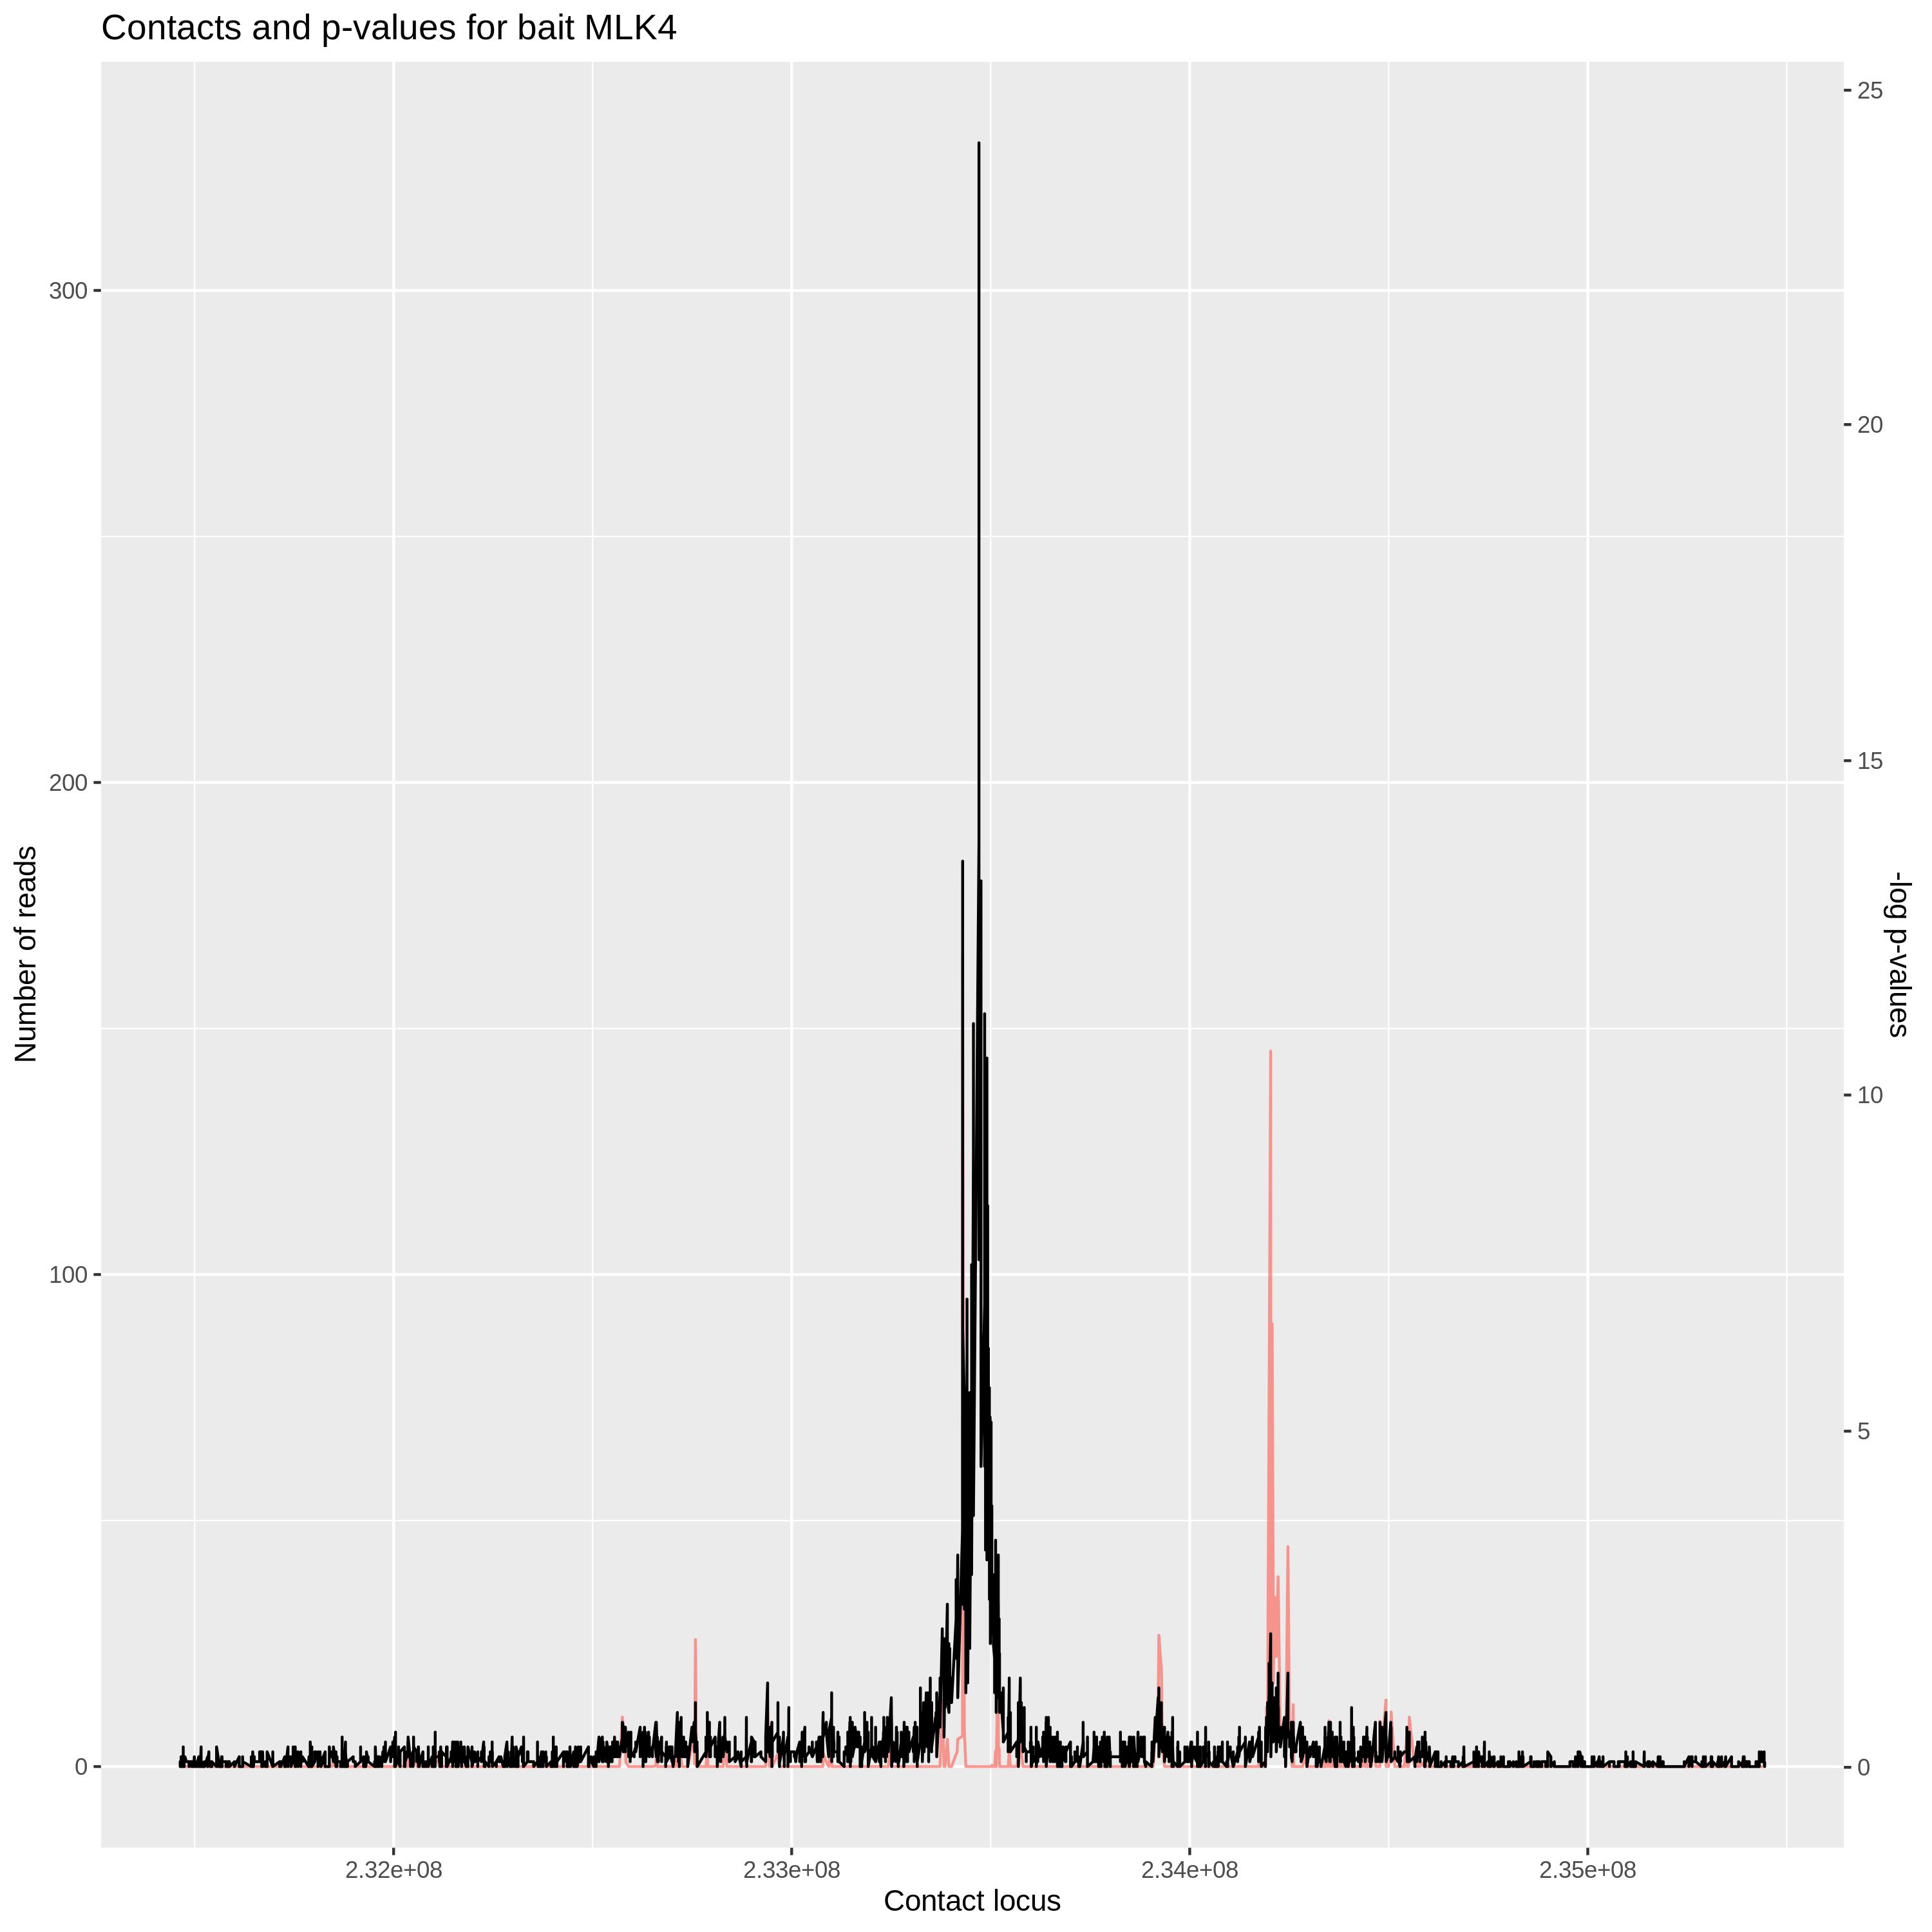 Contacts and p-values for bait MLK4
25
300
20
200
15
Number of reads
-log p-values
10
100
5
0
0
2.32e+08
2.33e+08
2.34e+08
2.35e+08
Contact locus